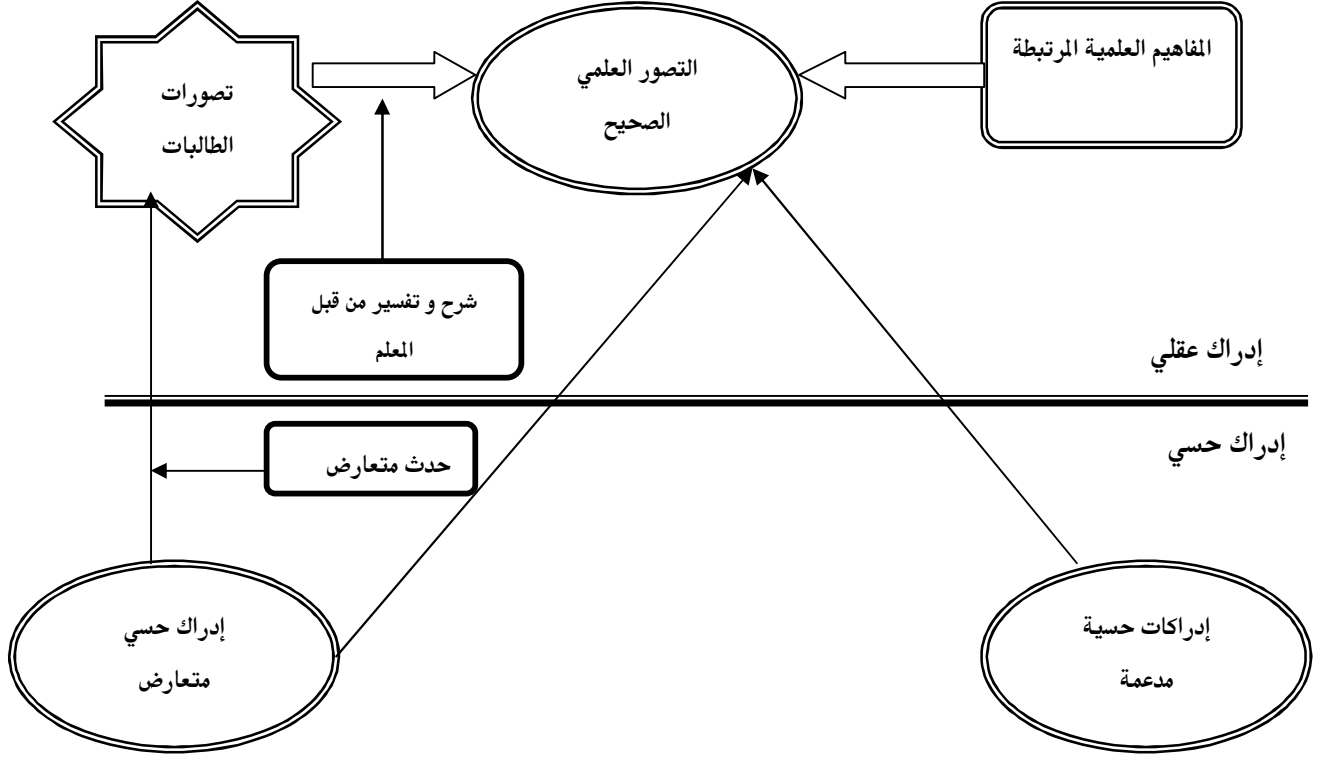 المفاهيم العلمية المرتبطة
التصور العلمي
الصحيح
تصورات
الطالبات
شرح و تفسير من قبل
المعلم
إدراك عقلي
إدراك حسي
حدث متعارض
إدراكات حسية
مدعمة
إدراك حسي
متعارض